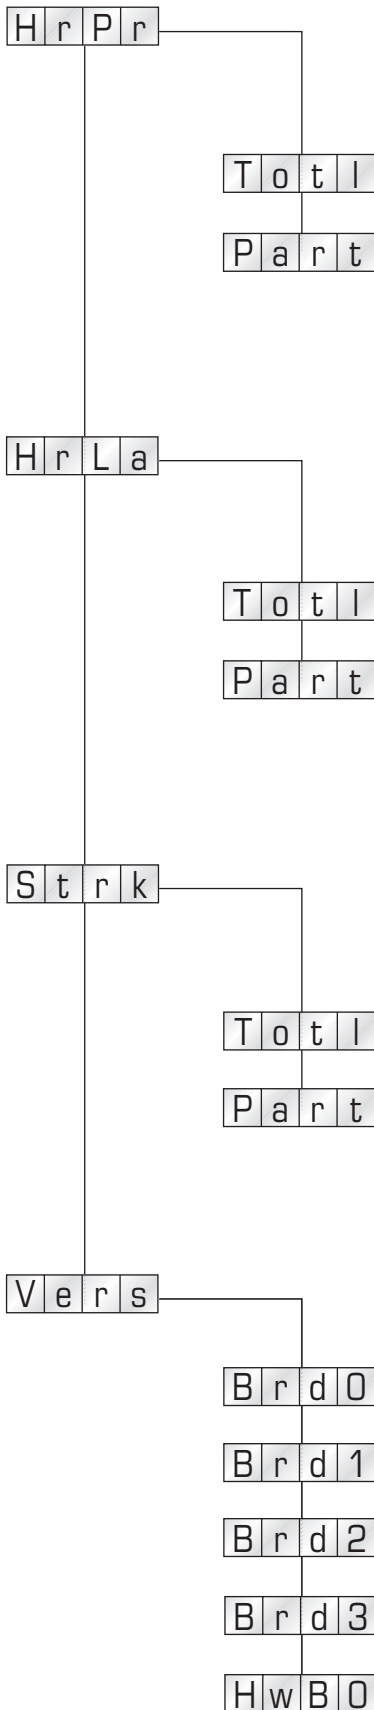 HrPr
Totl
Part
HrLa
Totl
Part
Strk
Totl
Part
Vers
Brd0
Brd1
Brd2
Brd3
HwB0